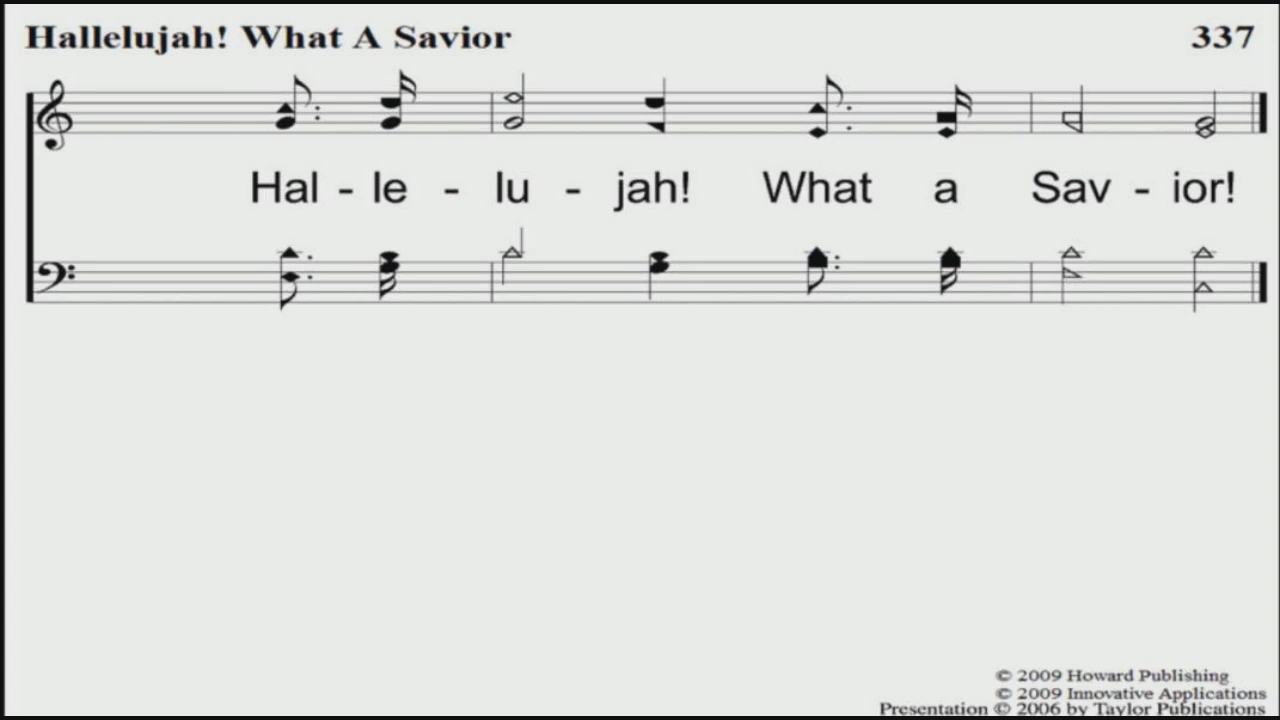 Hallelujah! What A Savior 337
Hal - le - lu - jah! What a Sav - ior!
© 2009 Howard Publishing
© 2009 Innovative Applications
Presentation © 2006 by Taylor Publications